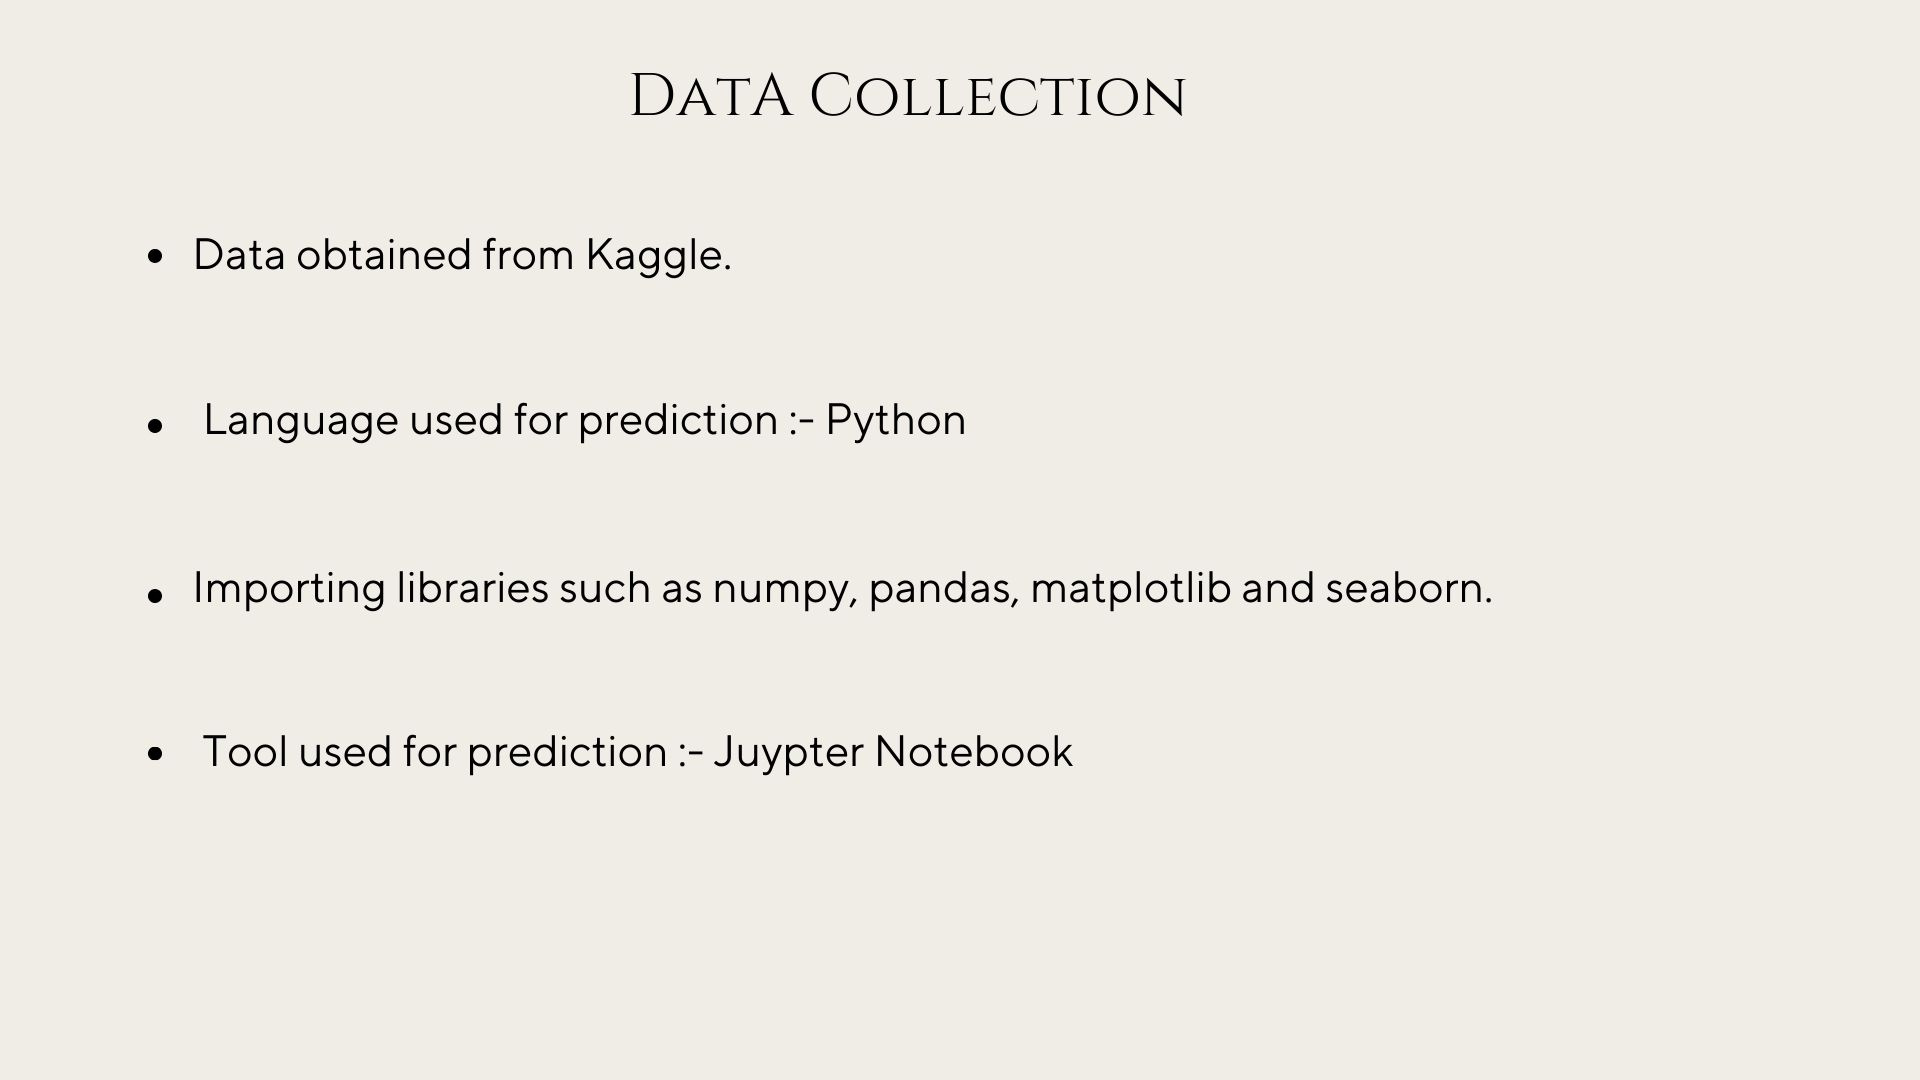 DatA Collection
• Data obtained from Kaggle.
• Language used for prediction :- Python
• Importing libraries such as numpy, pandas, matplotlib and seaborn.
• Tool used for prediction :- Juypter Notebook